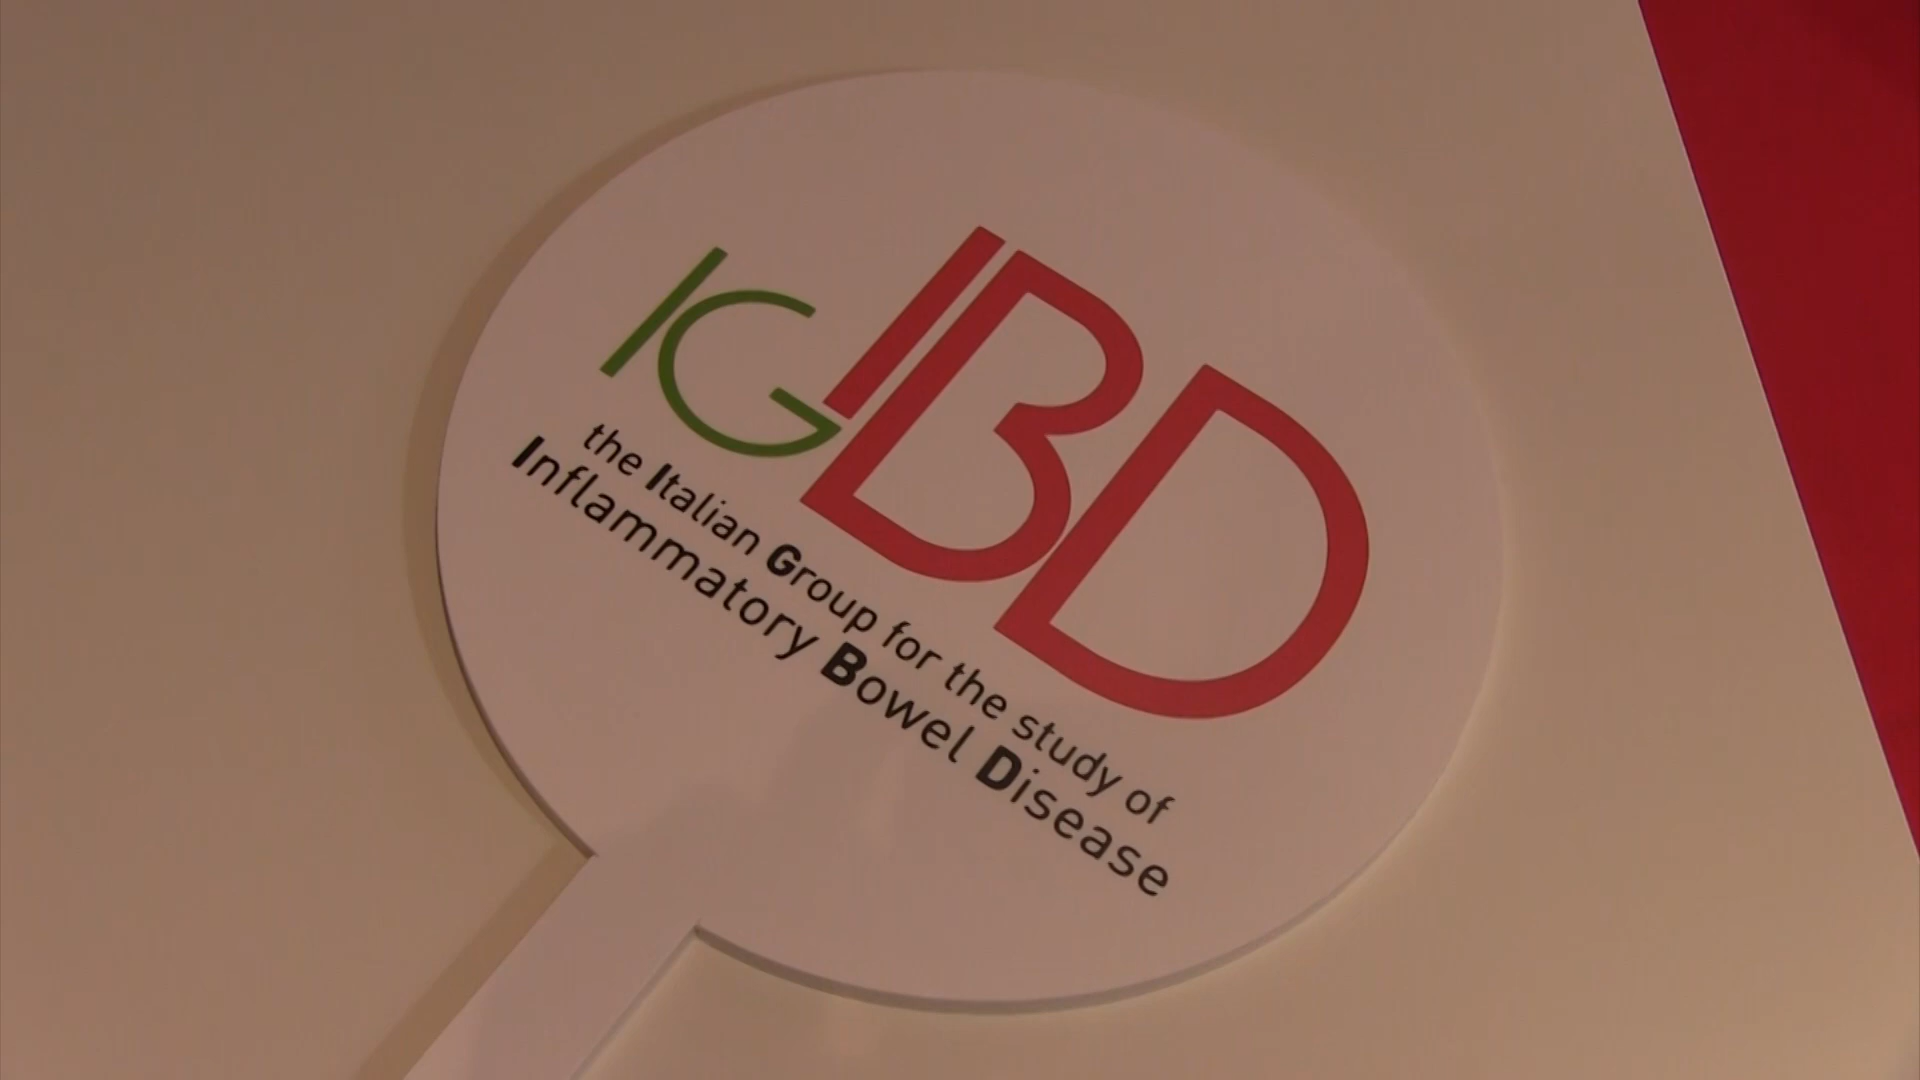 IGIBD
the Italian Group for the study of
Inflammatory Bowel Disease